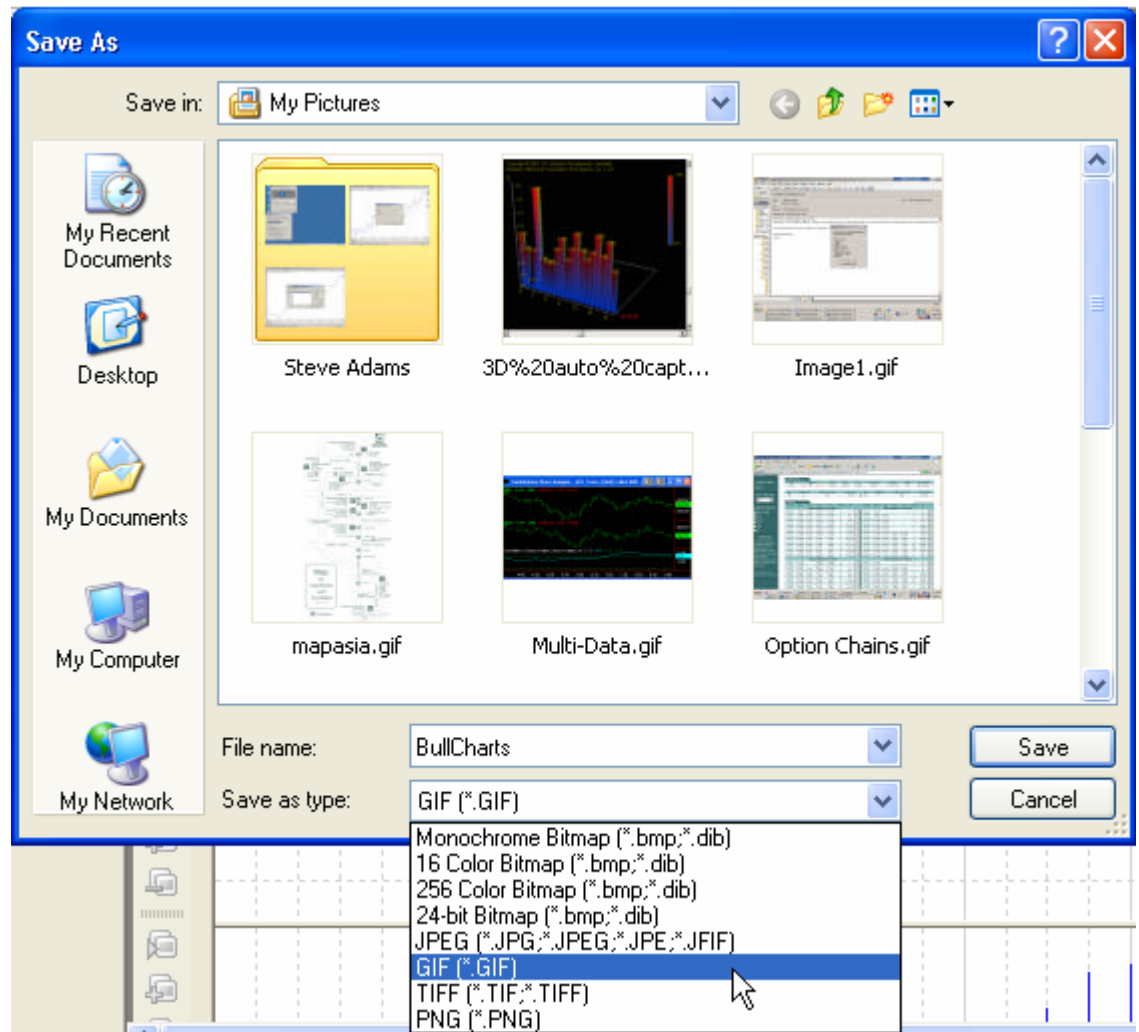 Save As
Save in:
My Pictures
My Recent
Documents
Desktop
My Documents
My Computer
My Network
Steve Adams
3D%20auto%20capt...
Image1.gif
mapasia.gif
Multi-Data.gif
Option Chains.gif
File name:
BullCharts
Save
Save as type:
GIF (*.GIF)
Cancel
Monochrome Bitmap (*.bmp;*.dib)
16 Color Bitmap (*.bmp;*.dib)
256 Color Bitmap (*.bmp;*.dib)
24-bit Bitmap (*.bmp;*.dib)
JPEG (*.JPG;*.JPEG;*.JPE;*.JFIF)
GIF (*.GIF)
TIFF (*.TIF;*.TIFF)
PNG (*.PNG)